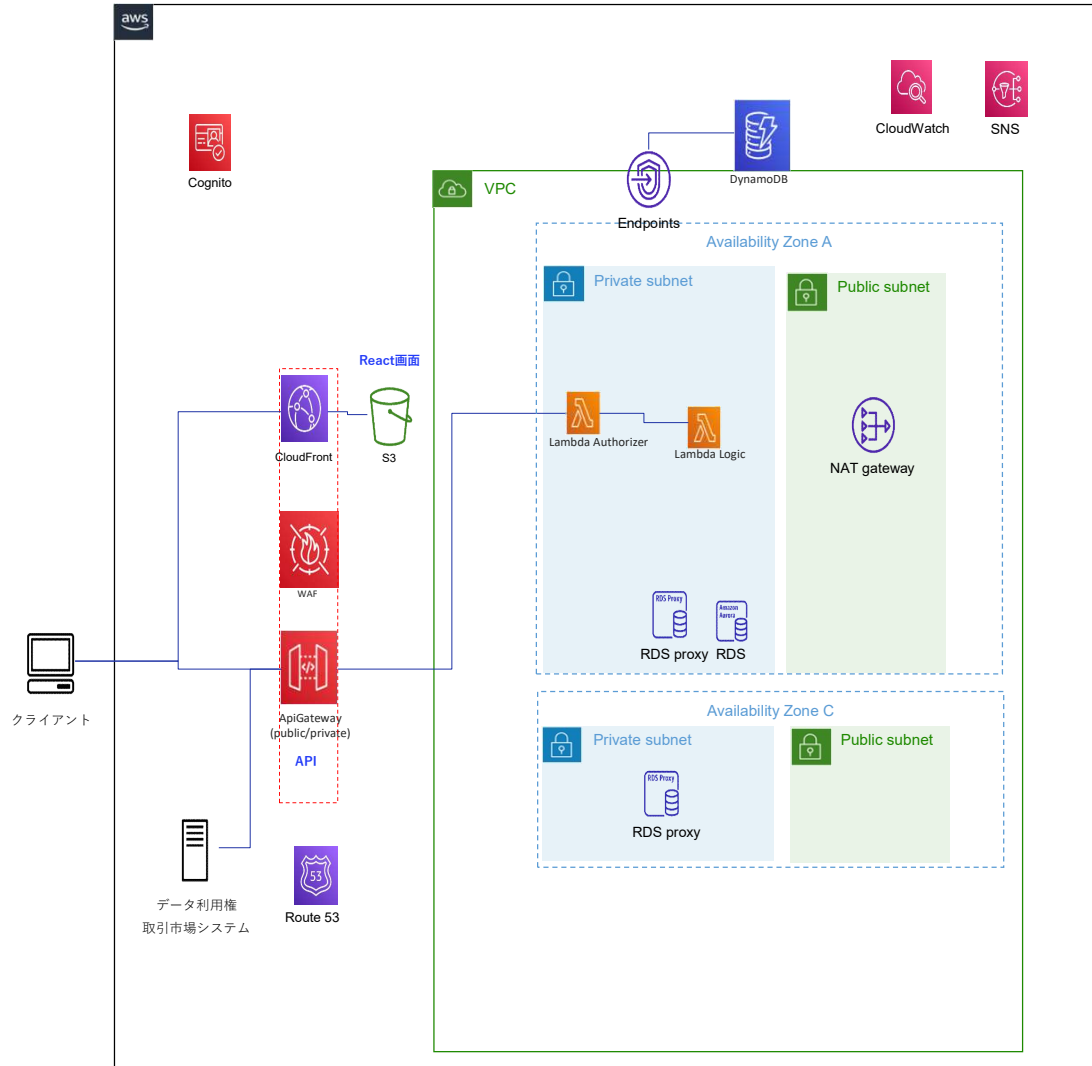 aws
CloudWatch
SNS
Cognito
DynamoDB
VPC
Endpoints
Availability Zone A
Private subnet
Public subnet
React画面
CloudFront
S3
Lambda Authorizer
Lambda Logic
NAT gateway
WAF
RDS Proxy
Amazon
Aurora
RDS proxy
RDS
クライアント
ApiGateway
(public/private)
API
Availability Zone C
Private subnet
Public subnet
RDS Proxy
RDS proxy
53
Route 53
データ利用権
取引市場システム